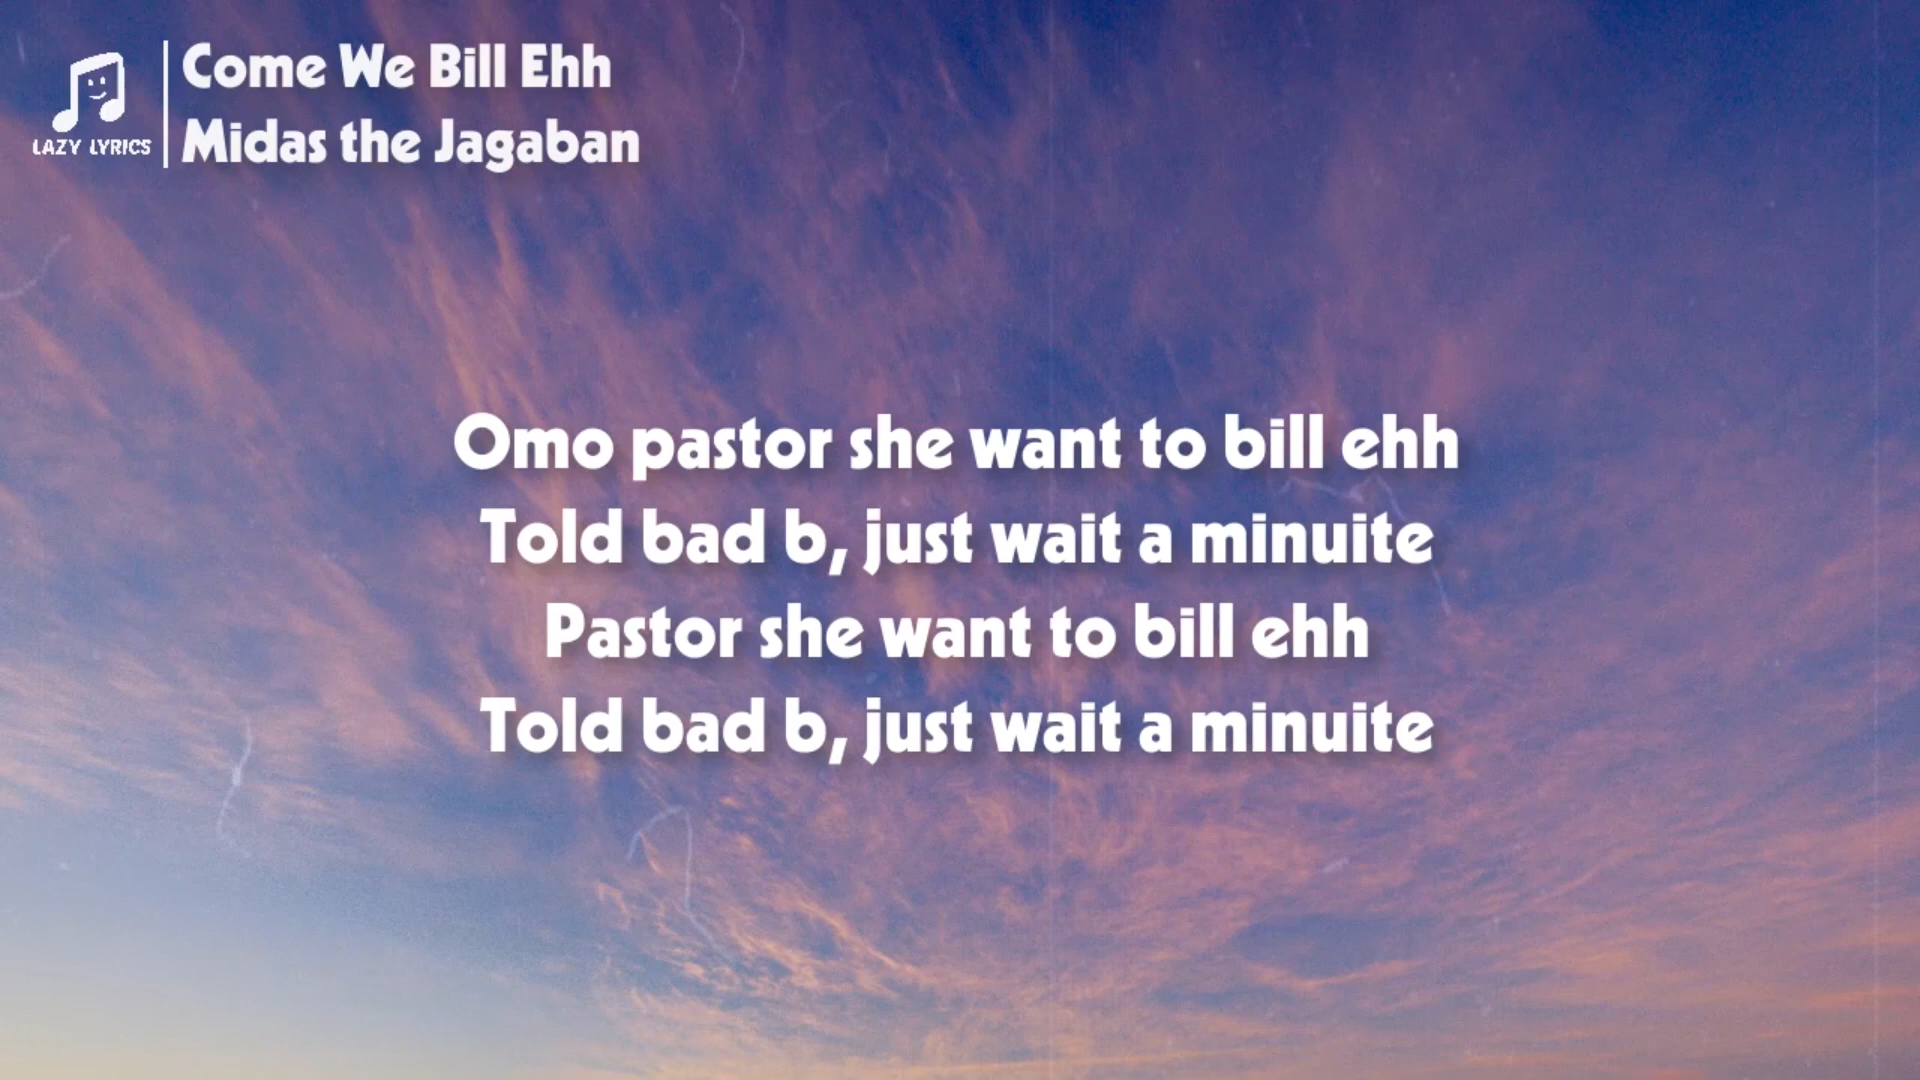 Come We Bill Ehh
Midas the Jagaban
LAZY LYRICS
Omo pastor she want to bill ehh
Told bad b, just wait a minuite
Pastor she want to bill ehh
Told bad b, just wait a minuite